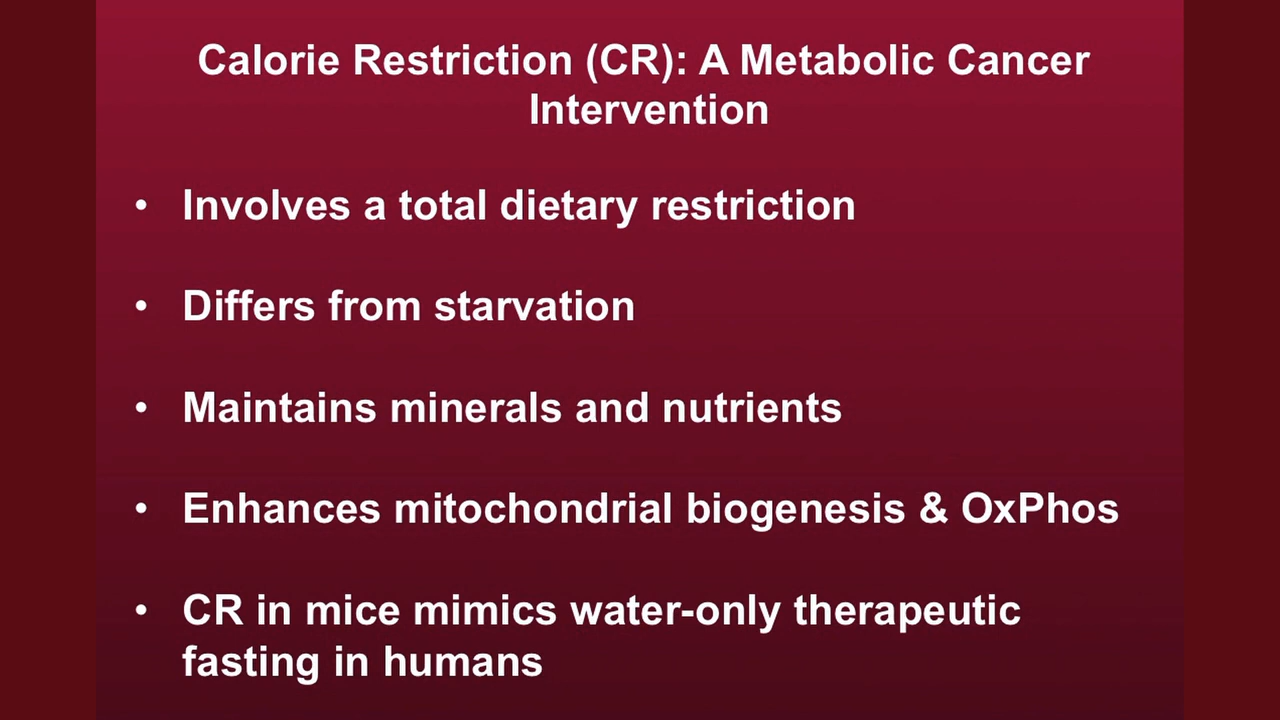 Calorie Restriction (CR): A Metabolic Cancer
Intervention
• Involves a total dietary restriction
• Differs from starvation
• Maintains minerals and nutrients
• Enhances mitochondrial biogenesis & OxPhos
• CR in mice mimics water-only therapeutic
fasting in humans